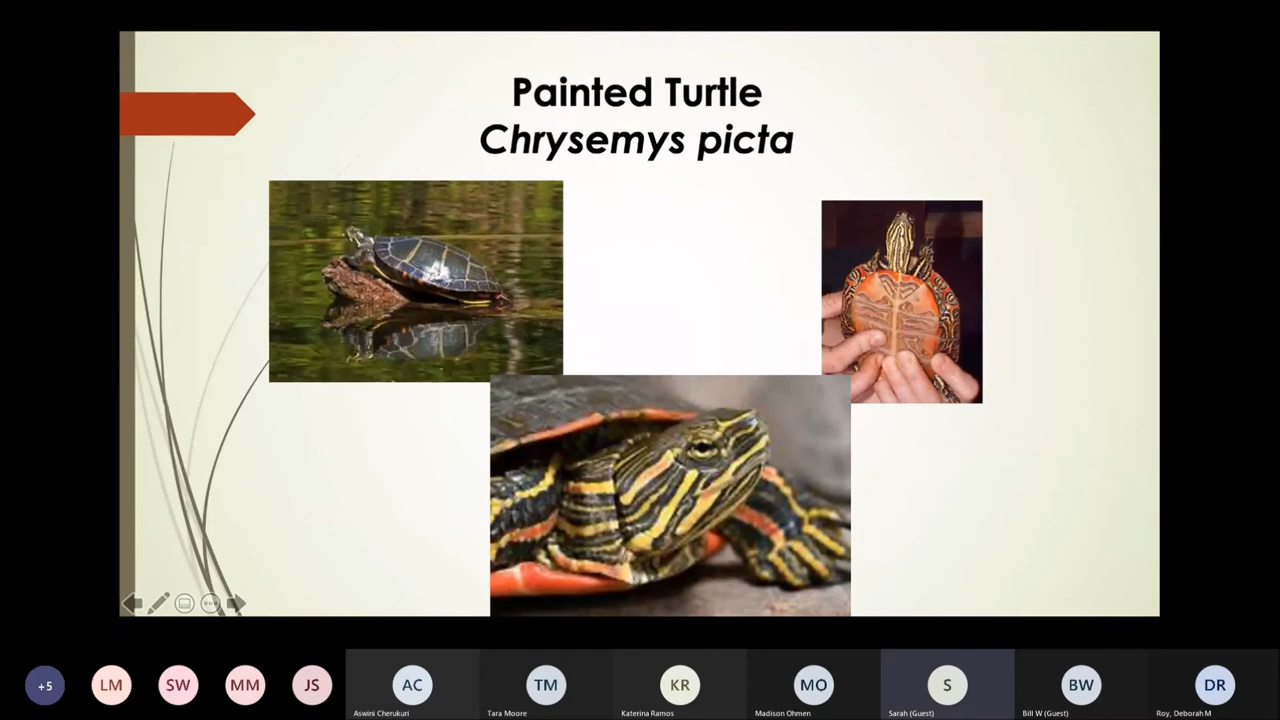 Painted Turtle
Chrysemys picta
+5
LM
SW
MM
JS
AC
TM
KR
MO
S
BW
DR
Aswini Cherukuri
Tara Moore
Katerina Ramos
Madison Ohmen
Sarah (Guest)
Bill W (Guest)
Roy, Deborah M